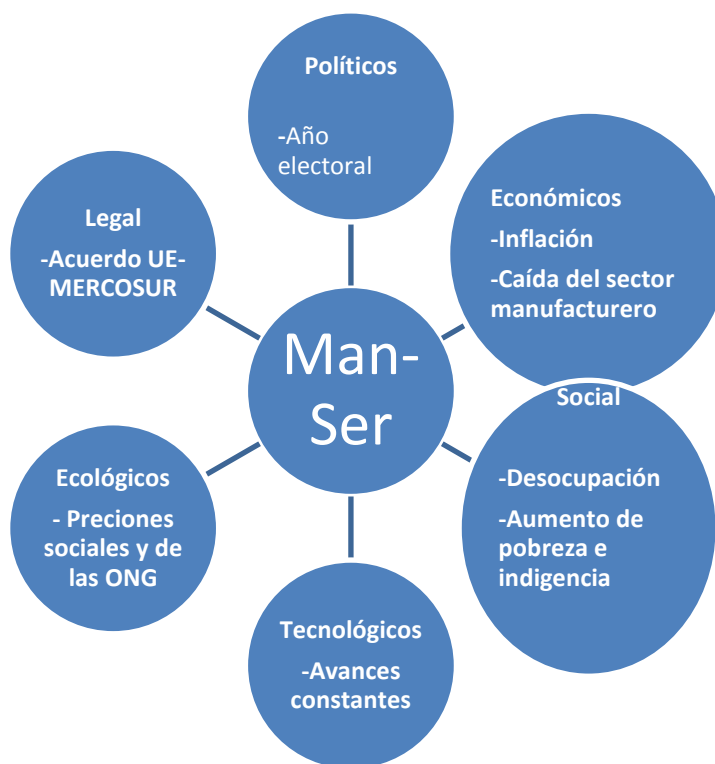 Políticos
-Año
electoral
Económicos
-Inflación
-Caída del sector
manufacturero
Social
-Desocupación
-Aumento de
pobreza e
indigencia
Tecnológicos
-Avances
constantes
Ecológicos
- Preciones
sociales y de
las ONG
Legal
-Acuerdo UE-
MERCOSUR
Man-
Ser